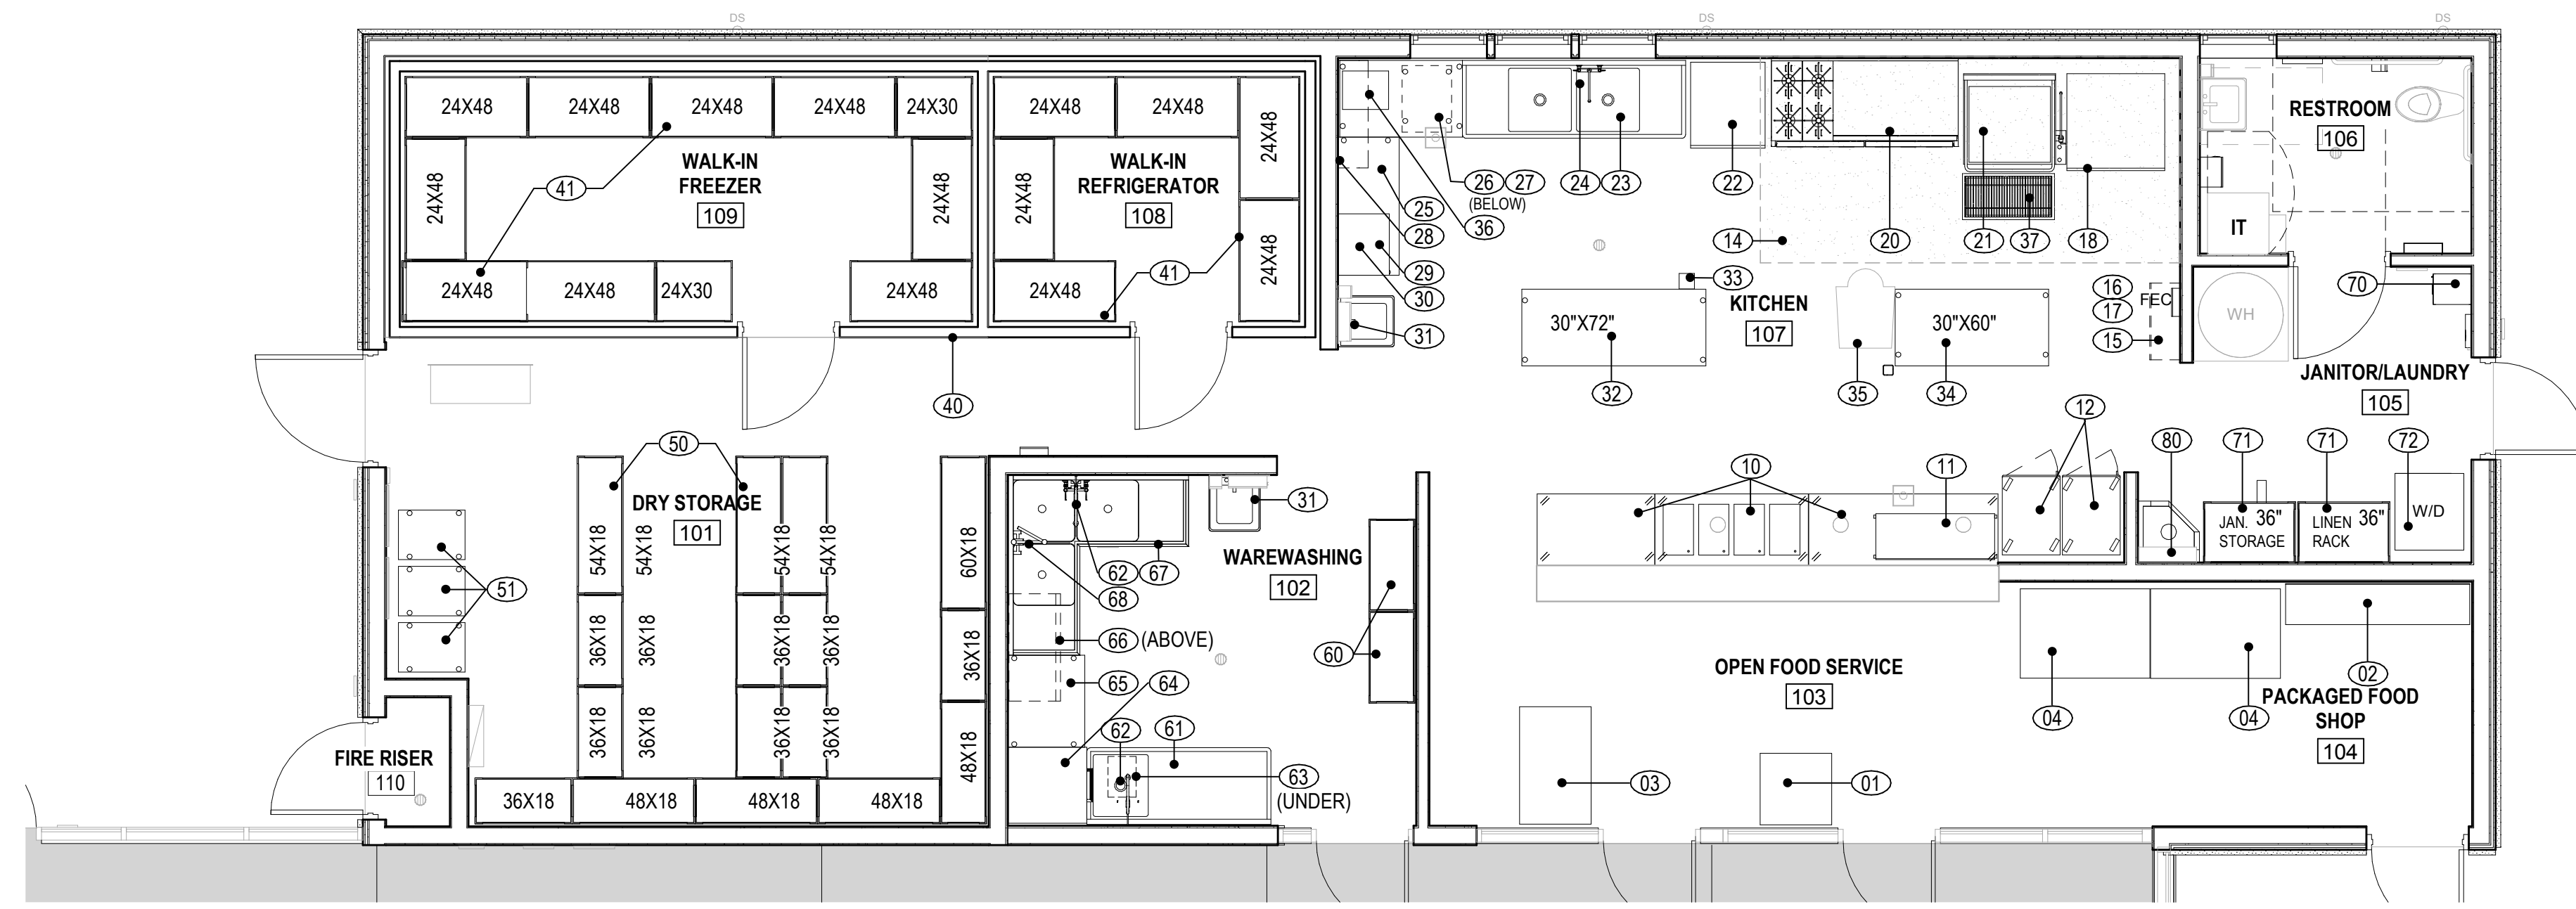 DS
DS
DS
24X48
24X48
24X48
24X48
24X30
24X48
24X48
24X48
24X48
24X30
24X48
41
WALK-IN
FREEZER
109
24X48
24X48
24X48
24X48
24X48
24X48
WALK-IN
REFRIGERATOR
108
41
40
26
27
(BELOW)
24
23
22
25
28
36
29
30
31
14
20
21
37
18
33
KITCHEN
107
30"X72"
32
35
30"X60"
34
16
17
FEC
15
RESTROOM
106
IT
WH
70
JANITOR/LAUNDRY
105
50
DRY STORAGE
101
51
54X18
54X18
54X18
54X18
36X18
36X18
36X18
36X18
36X18
36X18
36X18
36X18
60X18
36X18
48X18
36X18
48X18
48X18
48X18
FIRE RISER
110
31
WAREWASHING
102
62
67
68
66
(ABOVE)
65
64
62
61
63
(UNDER)
60
10
11
12
80
71
71
72
JAN.
36"
STORAGE
LINEN
36"
RACK
W/D
OPEN FOOD SERVICE
103
03
01
04
04
02
PACKAGED FOOD
SHOP
104